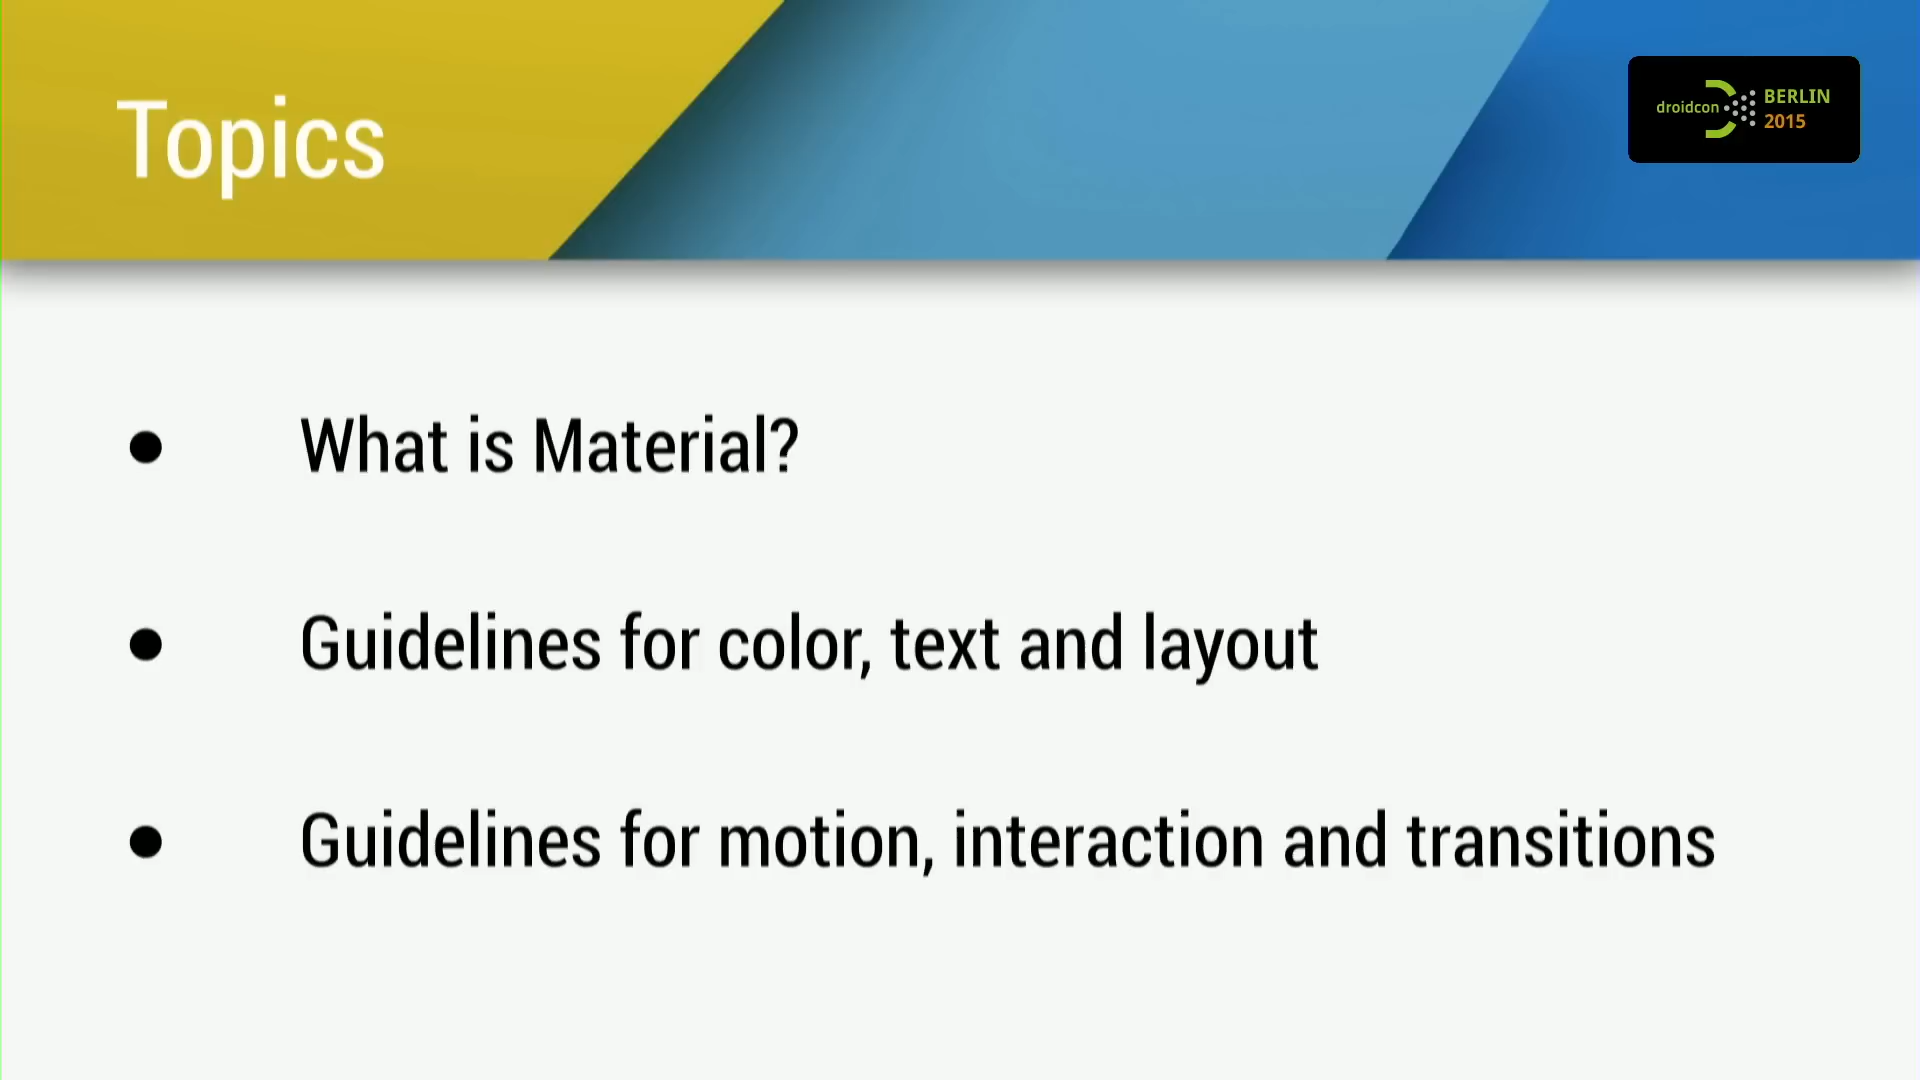 Topics
droidcon
BERLIN
2015
● What is Material?
● Guidelines for color, text and layout
● Guidelines for motion, interaction and transitions